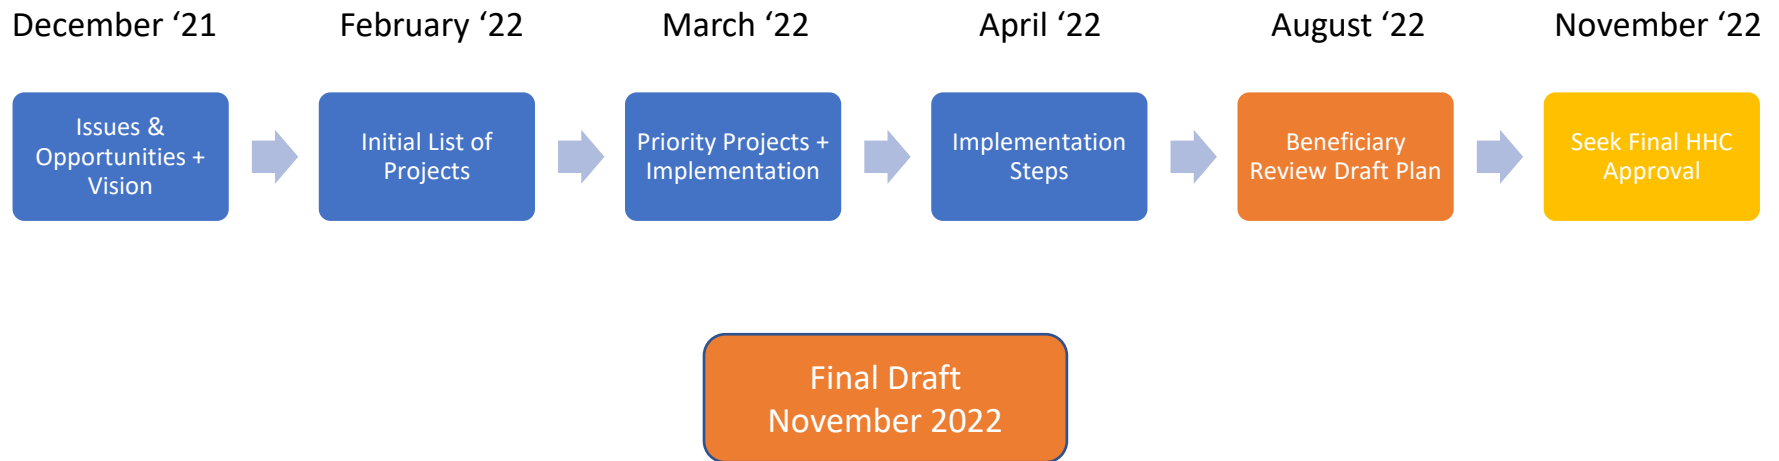 December ‘21
February ‘22
March ‘22
April ‘22
August ‘22
November ‘22
Issues &
Opportunities +
Vision
Initial List of
Projects
Priority Projects +
Implementation
Implementation
Steps
Beneficiary
Review Draft Plan
Seek Final HHC
Approval
Final Draft
November 2022